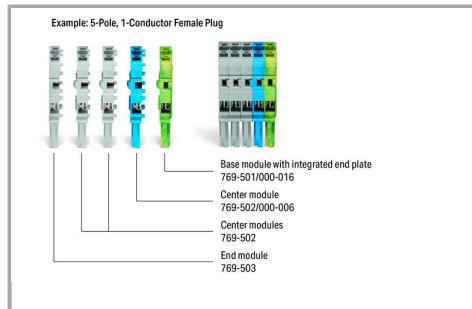 Example: 5-Pole, 1-Conductor Female Plug
Base module with integrated end plate
769-501/000-016
Center module
769-502/000-006
Center modules
769-502
End module
769-503